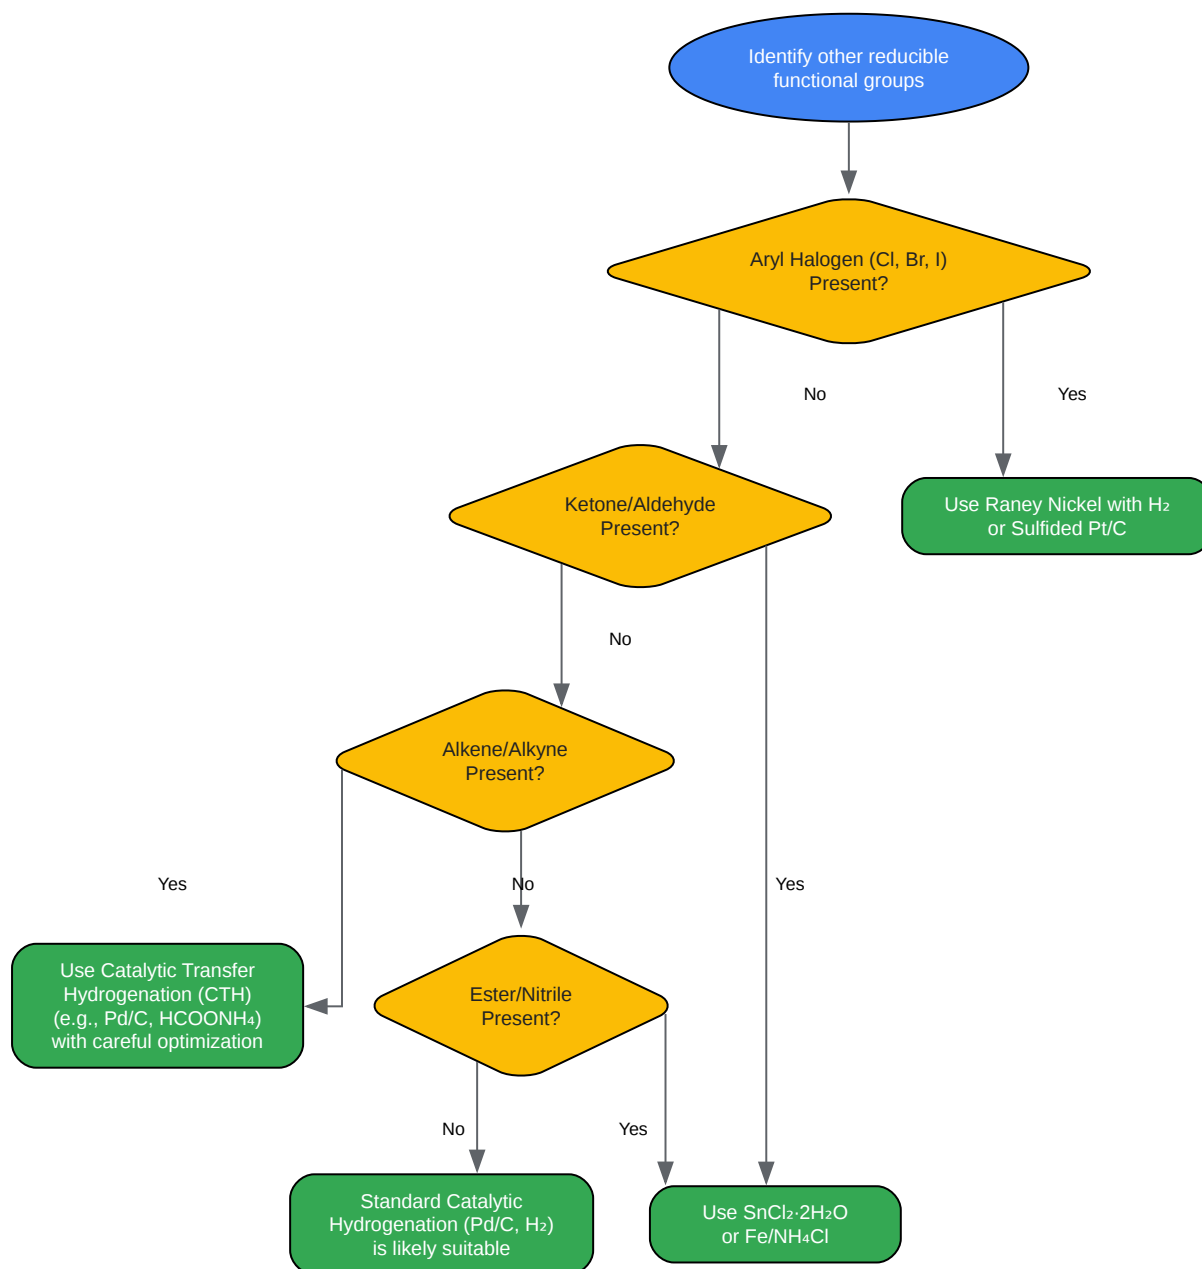 Identify other reducible
functional groups
Aryl Halogen (Cl, Br, I)
Present?
No
Yes
Ketone/Aldehyde
Present?
Use Raney Nickel with H₂
or Sulfided Pt/C
No
Alkene/Alkyne
Present?
Yes
No
Yes
Use Catalytic Transfer
Hydrogenation (CTH)
(e.g., Pd/C, HCOONH₄)
with careful optimization
Ester/Nitrile
Present?
No
Yes
Standard Catalytic
Hydrogenation (Pd/C, H₂)
is likely suitable
Use SnCl₂·2H₂O
or Fe/NH₄Cl